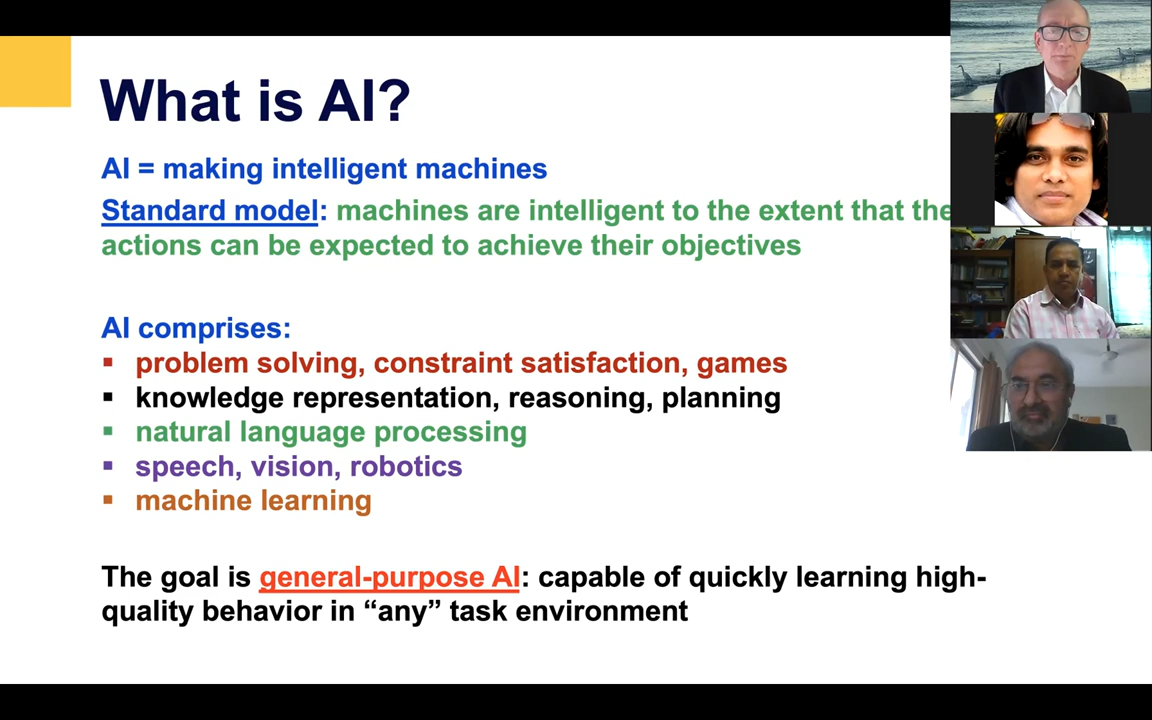 What is AI?
AI = making intelligent machines
Standard model: machines are intelligent to the extent that
actions can be expected to achieve their objectives
AI comprises:
▪ problem solving, constraint satisfaction, games
▪ knowledge representation, reasoning, planning
▪ natural language processing
▪ speech, vision, robotics
▪ machine learning
The goal is general-purpose AI: capable of quickly learning high-
quality behavior in “any” task environment